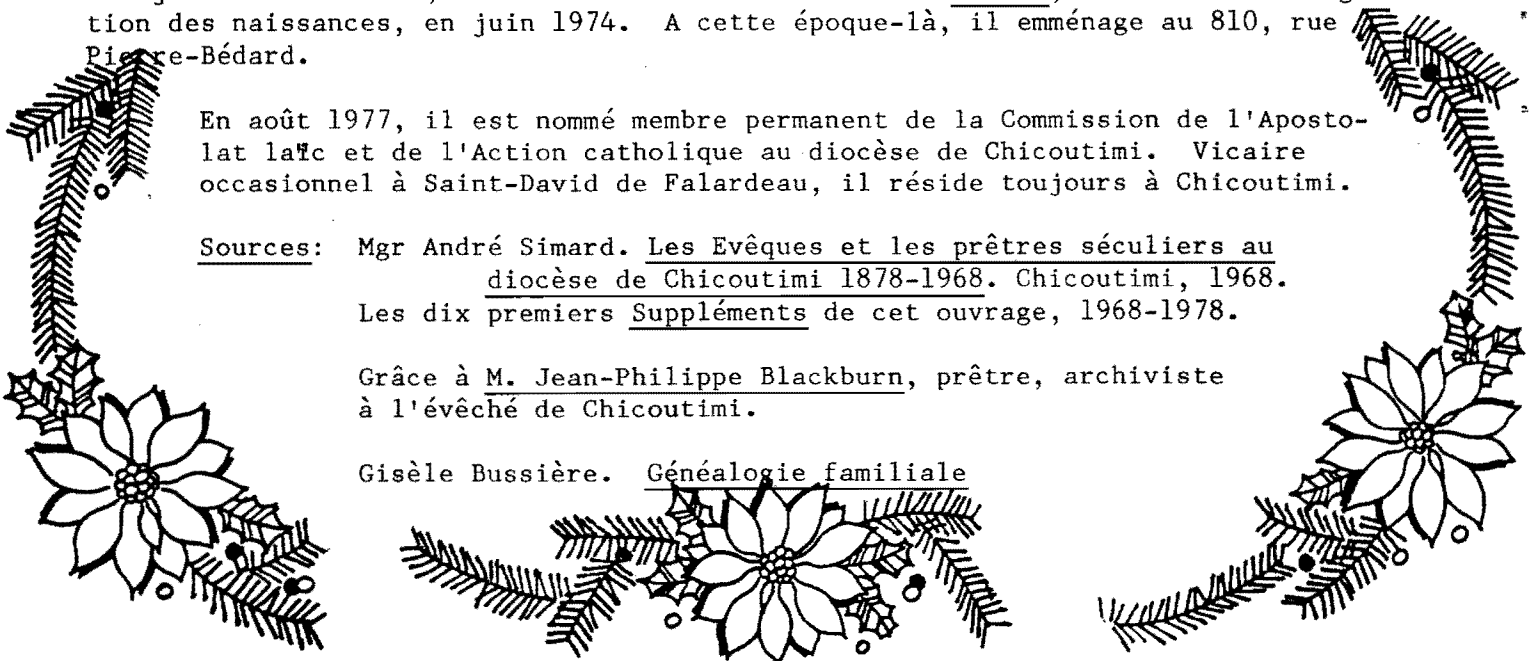 tion des naissances, en juin 1974. A cette époque-là, il emménage au 810, rue
Pierre-Bédard.
En août 1977, il est nommé membre permanent de la Commission de l'Aposto-
lat laïc et de l'Action catholique au diocèse de Chicoutimi. Vicaire
occasionnel à Saint-David de Falardeau, il réside toujours à Chicoutimi.
Sources: Mgr André Simard. Les Evêques et les prêtres séculiers au
diocèse de Chicoutimi 1878-1968. Chicoutimi, 1968.
Les dix premiers Suppléments de cet ouvrage, 1968-1978.
Grâce à M. Jean-Philippe Blackburn, prêtre, archiviste
à l'évêché de Chicoutimi.
Gisèle Bussière. Généalogie familiale